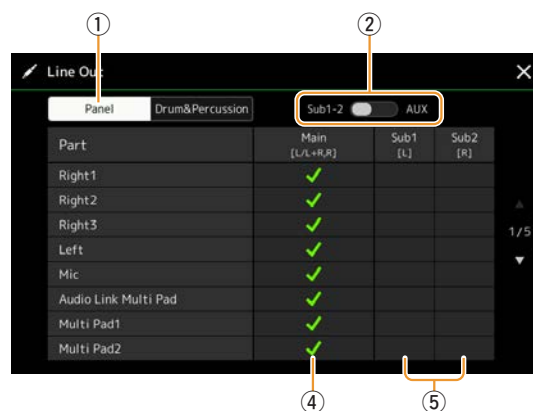 ① ②
Line Out
Panel Drum&Percussion Sub1-2 AUX
Part Main Sub1 Sub2
[L/L+R,R] [L] [R]
Right1
Right2
Right3
1/5
Left
Mic
Audio Link Multi Pad
Multi Pad1
Multi Pad2
④ ⑤